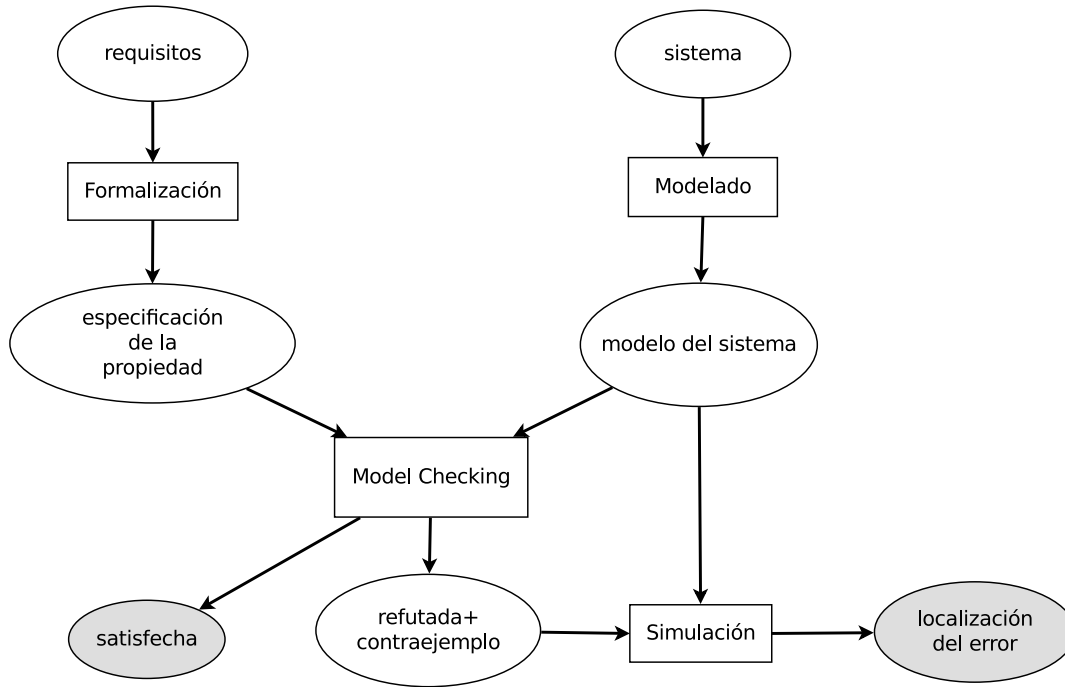 requisitos
sistema
Formalización
Modelado
especificación
de la
propiedad
modelo del sistema
Model Checking
satisfecha
refutada+
contraejemplo
Simulación
localización
del error